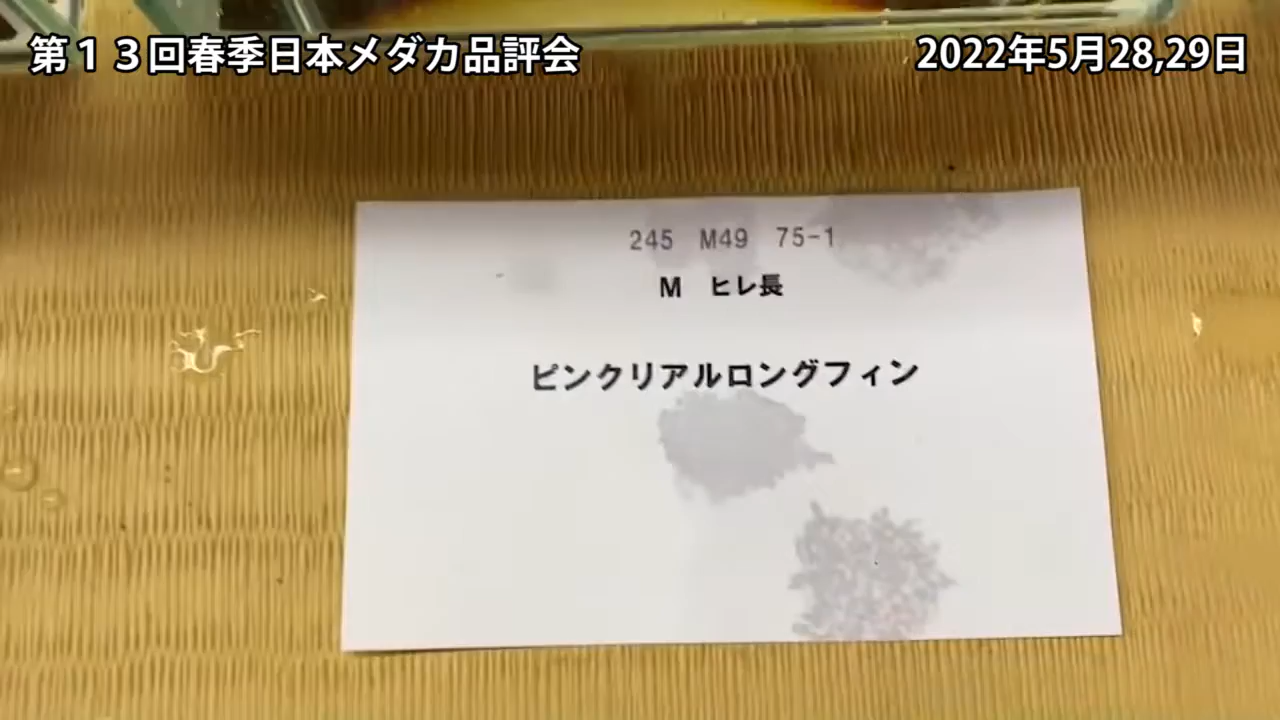 第１３回春季日本メダカ品評会
2022年5月28,29日
245 M49 75-1
M ヒレ長
ピンクリアルロングフィン